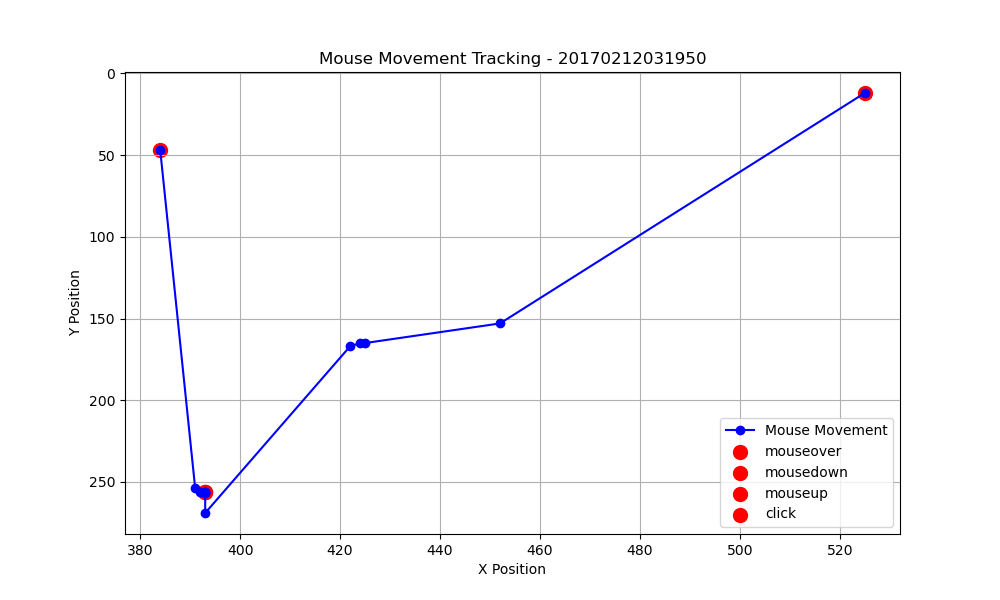 Mouse Movement Tracking - 20170212031950
0
50
100
150
200
250
Y Position
380
400
420
440
460
480
500
520
X Position
Mouse Movement
mouseover
mousedown
mouseup
click